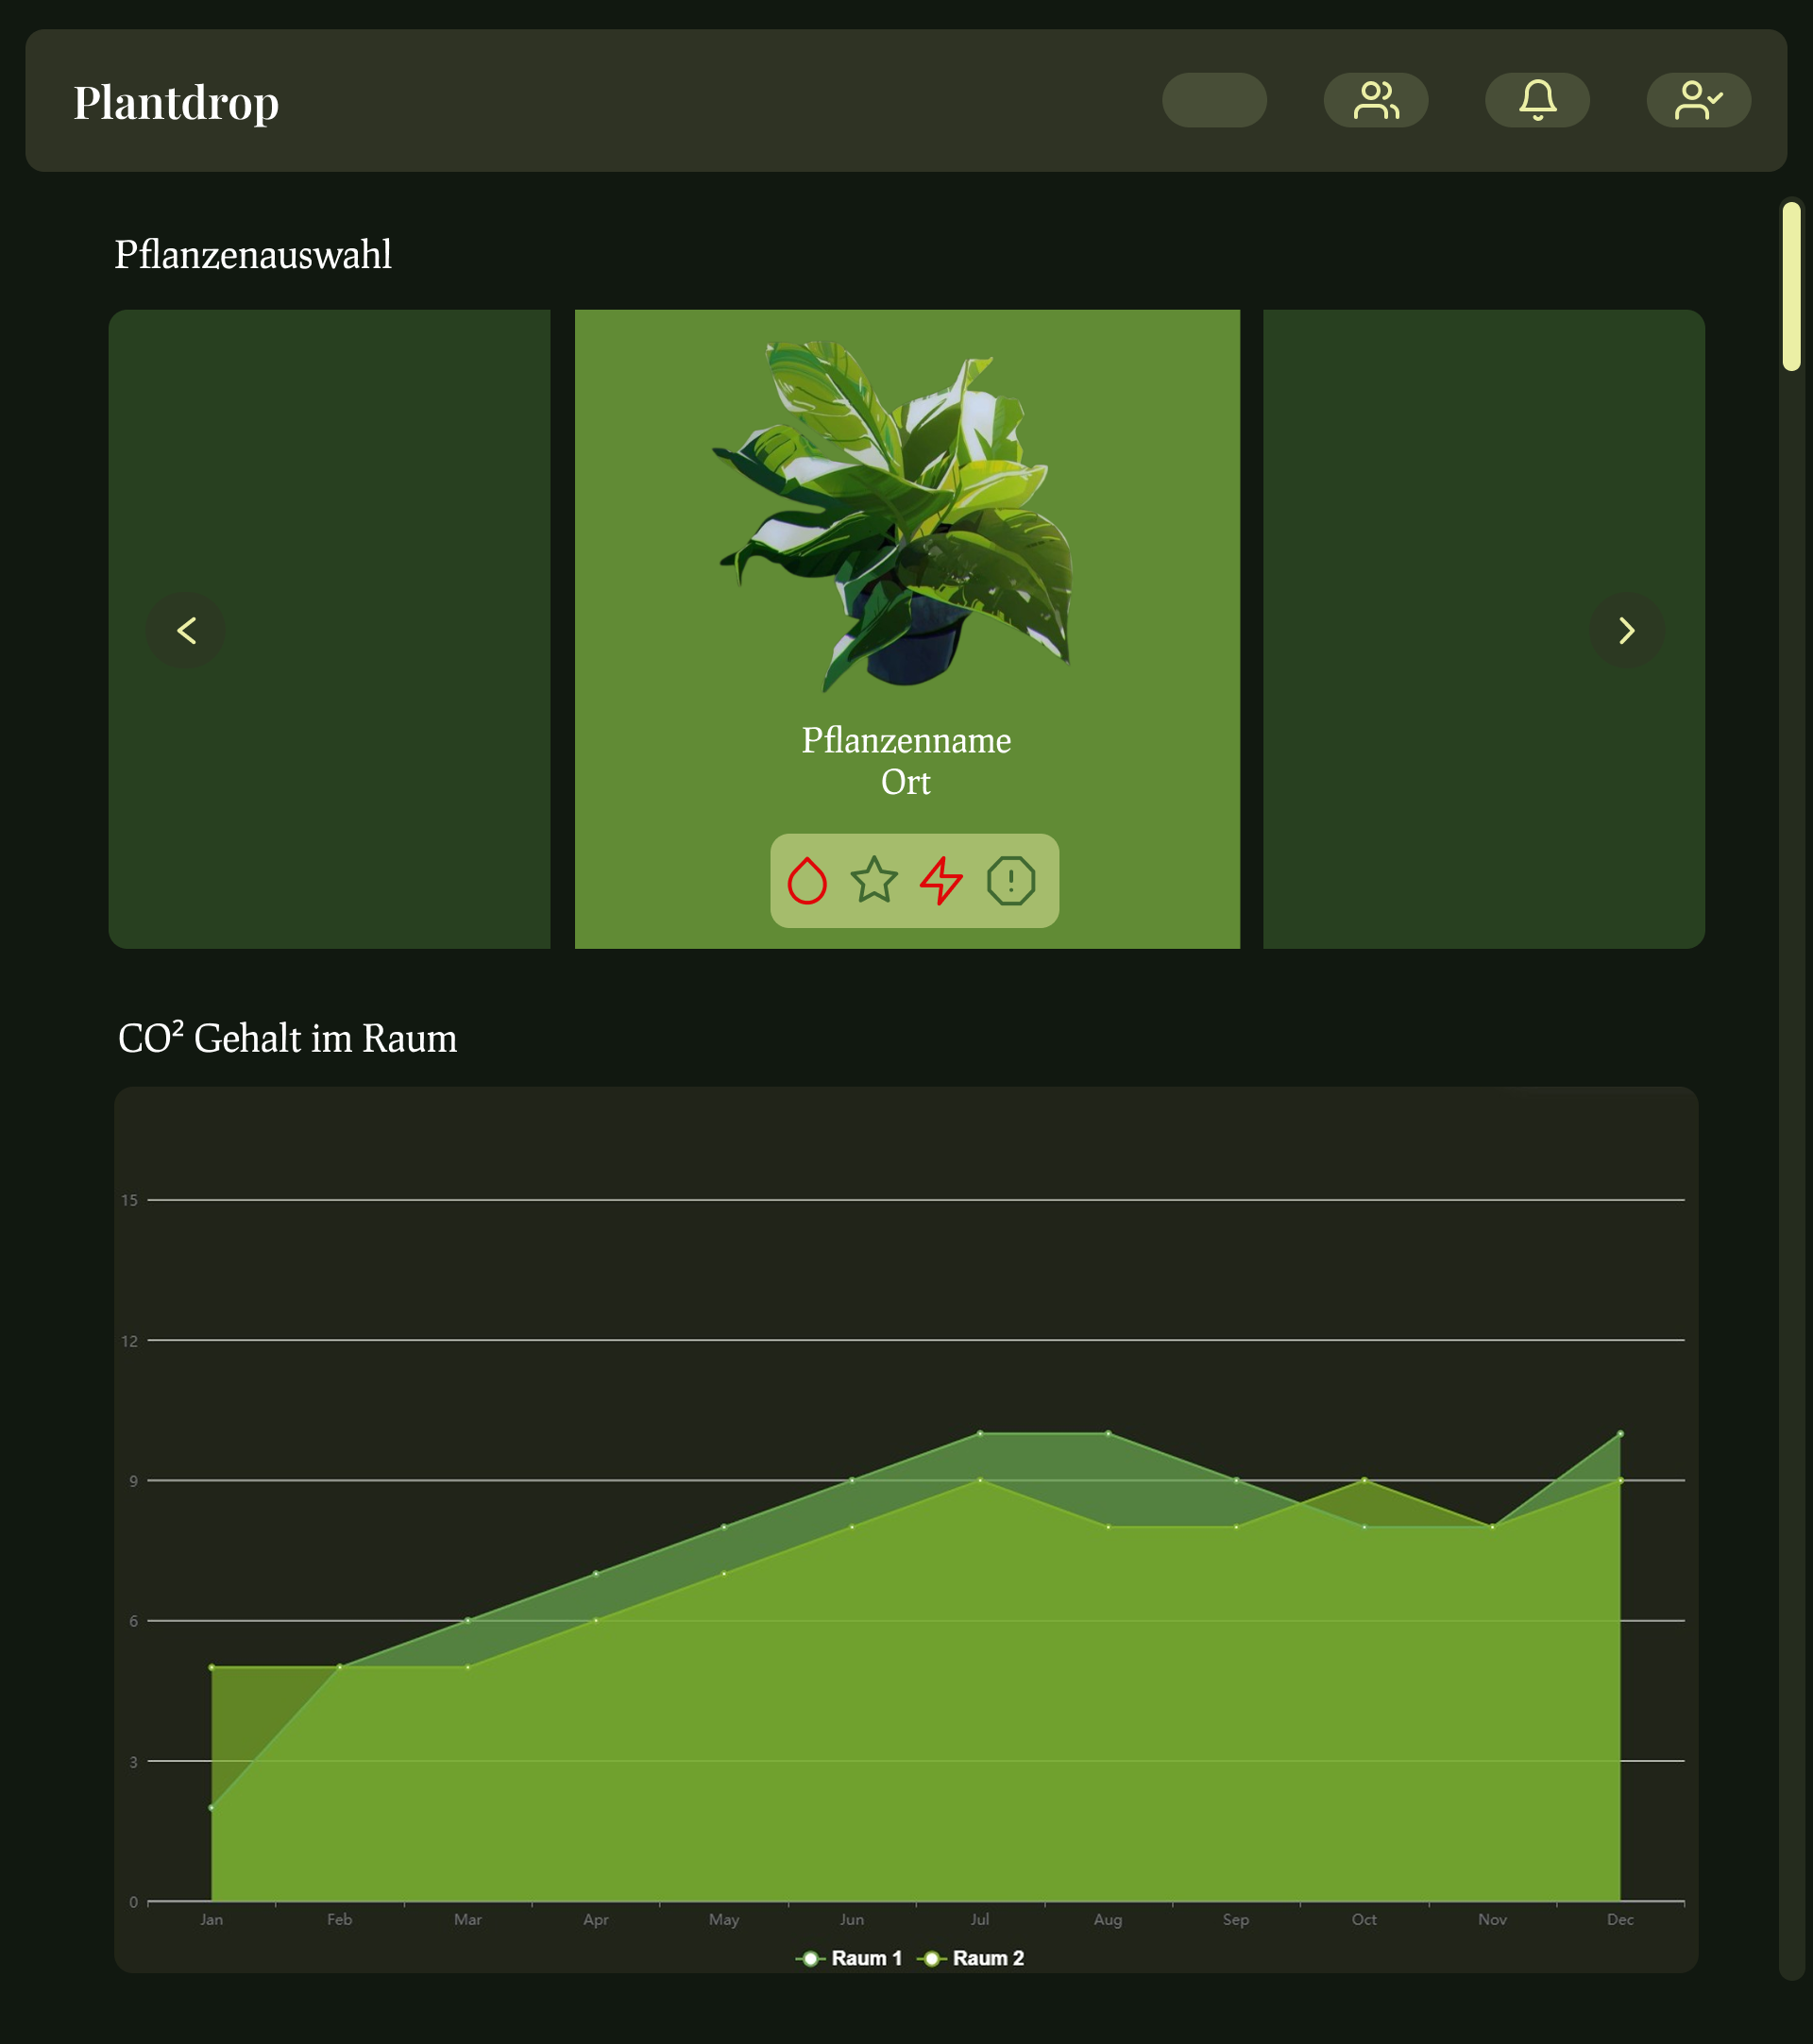 Plantdrop
Pflanzenauswahl
Pflanzenname
Ort
CO² Gehalt im Raum
15
12
9
6
3
0
Jan Feb Mar Apr May Jun Jul Aug Sep Oct Nov Dec
Raum 1 Raum 2